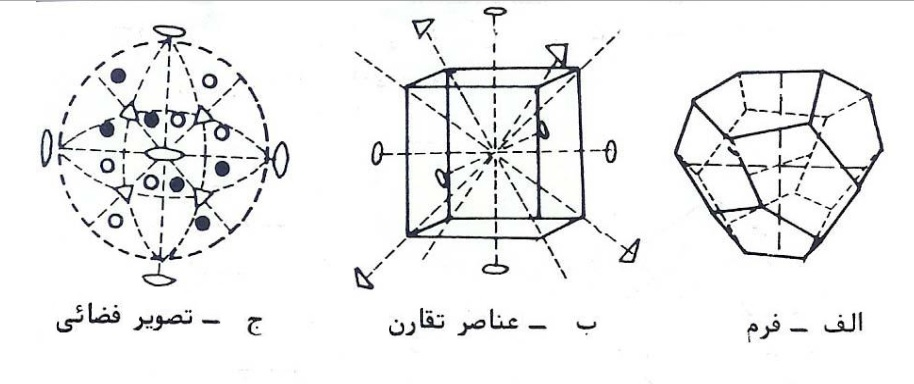 الف – فرم
ب – عناصر تقارن
ج – تصویر فضائی